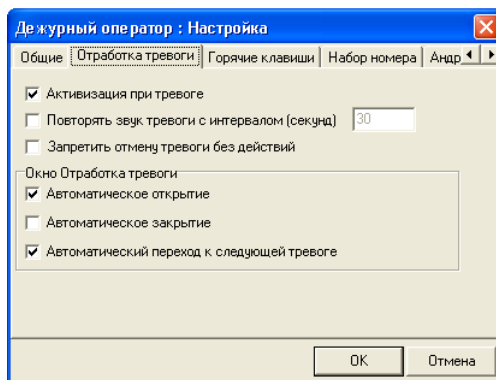 Дежурный оператор : Настройка
Общие Отработка тревоги Горячие клавиши Набор номера Андр
Активизация при тревоге
Повторять звук тревоги с интервалом (секунд) 30
Запретить отмену тревоги без действий
Окно Отработка тревоги
Автоматическое открытие
Автоматическое закрытие
Автоматический переход к следующей тревоге
OK Отмена